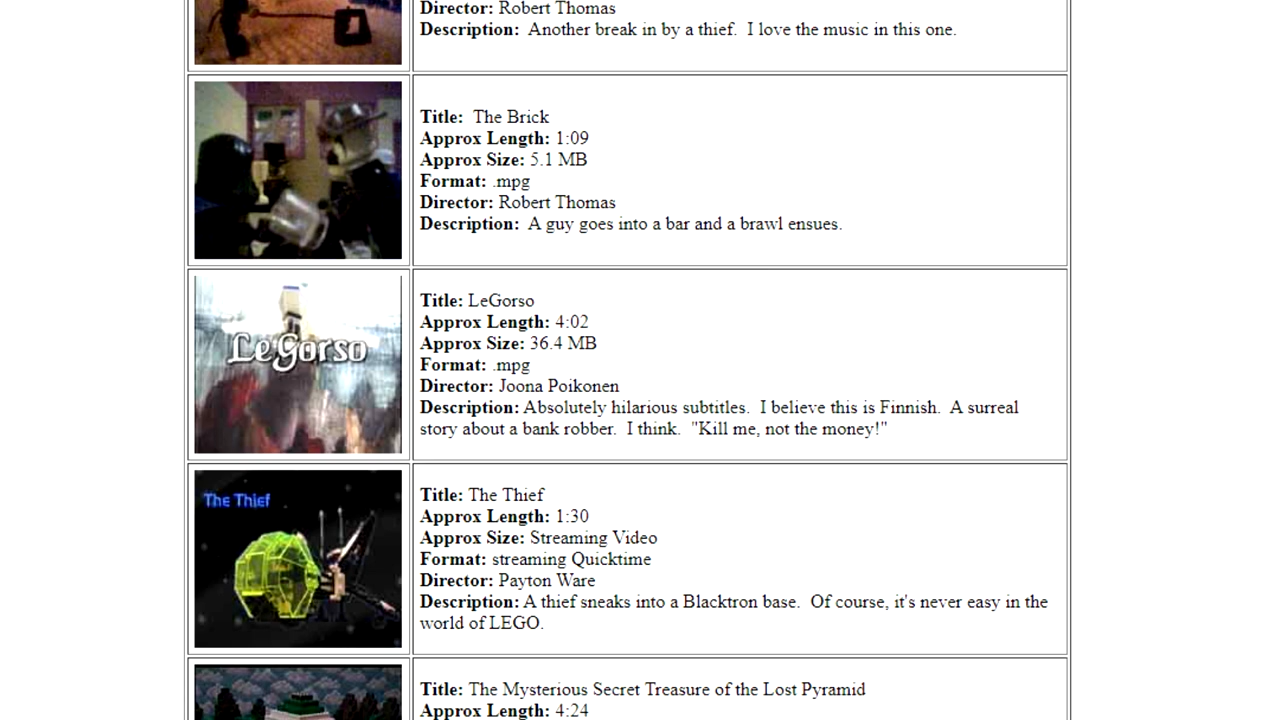 Director: Robert Thomas
Description:  Another break in by a thief.  I love the music in this one.
Title:  The Brick
Approx Length: 1:09
Approx Size: 5.1 MB
Format: .mpg
Director: Robert Thomas
Description:  A guy goes into a bar and a brawl ensues.
LeGorso
Title: LeGorso
Approx Length: 4:02
Approx Size: 36.4 MB
Format: .mpg
Director: Joona Poikonen
Description: Absolutely hilarious subtitles.  I believe this is Finnish.  A surreal
story about a bank robber.  I think.  "Kill me, not the money!"
The Thief
Title: The Thief
Approx Length: 1:30
Approx Size: Streaming Video
Format: streaming Quicktime
Director: Payton Ware
Description: A thief sneaks into a Blacktron base.  Of course, it's never easy in the
world of LEGO.
Title: The Mysterious Secret Treasure of the Lost Pyramid
Approx Length: 4:24